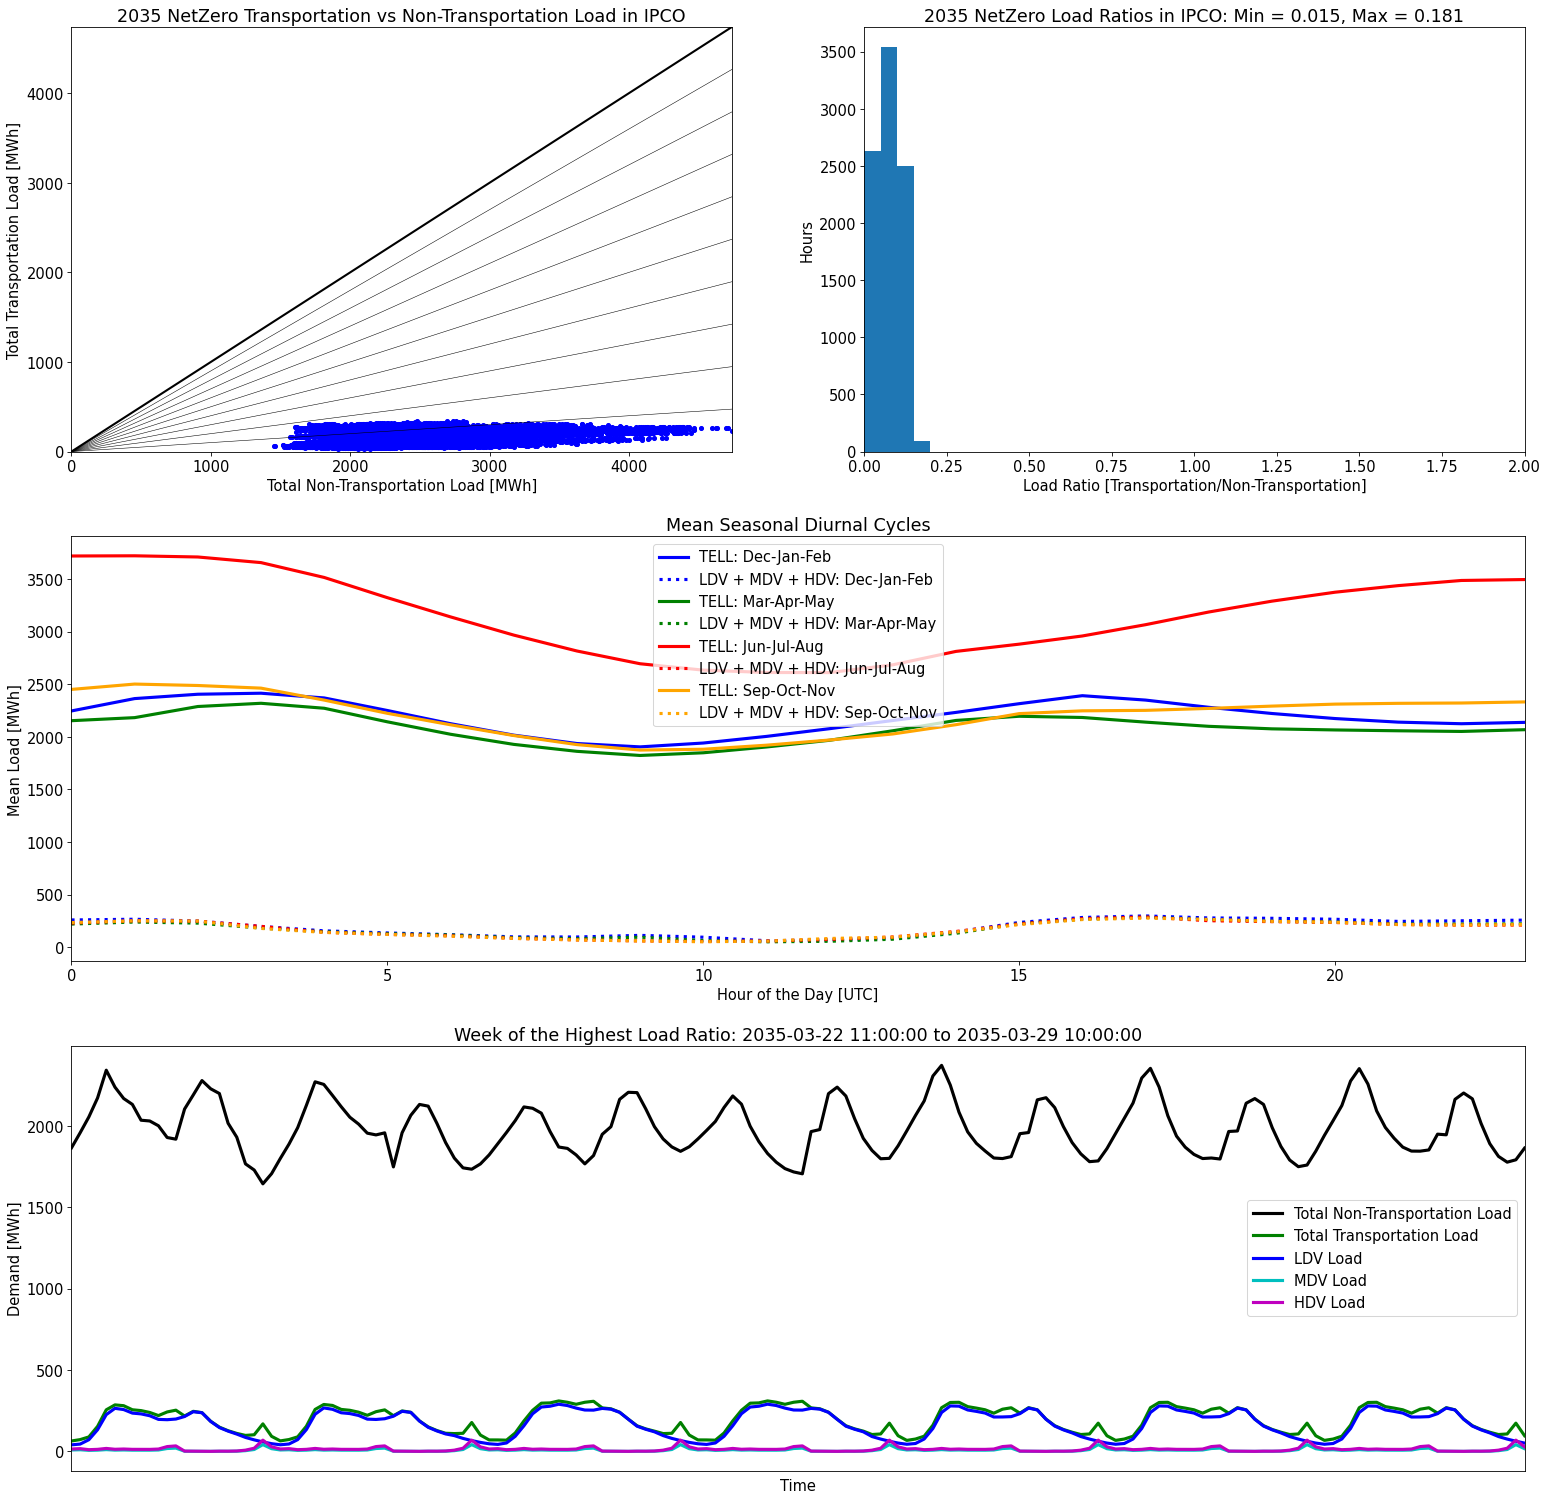 2035 NetZero Transportation vs Non-Transportation Load in IPCO
Total Transportation Load [MWh]
4000
3000
2000
1000
0
0 1000 2000 3000 4000
Total Non-Transportation Load [MWh]
2035 NetZero Load Ratios in IPCO: Min = 0.015, Max = 0.181
Hours
3500
3000
2500
2000
1500
1000
500
0
0.00 0.25 0.50 0.75 1.00 1.25 1.50 1.75 2.00
Load Ratio [Transportation/Non-Transportation]
Mean Seasonal Diurnal Cycles
Mean Load [MWh]
3500
3000
2500
2000
1500
1000
500
0
TELL: Dec-Jan-Feb
LDV + MDV + HDV: Dec-Jan-Feb
TELL: Mar-Apr-May
LDV + MDV + HDV: Mar-Apr-May
TELL: Jun-Jul-Aug
LDV + MDV + HDV: Jun-Jul-Aug
TELL: Sep-Oct-Nov
LDV + MDV + HDV: Sep-Oct-Nov
0 5 10 15 20
Hour of the Day [UTC]
Week of the Highest Load Ratio: 2035-03-22 11:00:00 to 2035-03-29 10:00:00
Demand [MWh]
2000
1500
1000
500
0
Total Non-Transportation Load
Total Transportation Load
LDV Load
MDV Load
HDV Load
Time